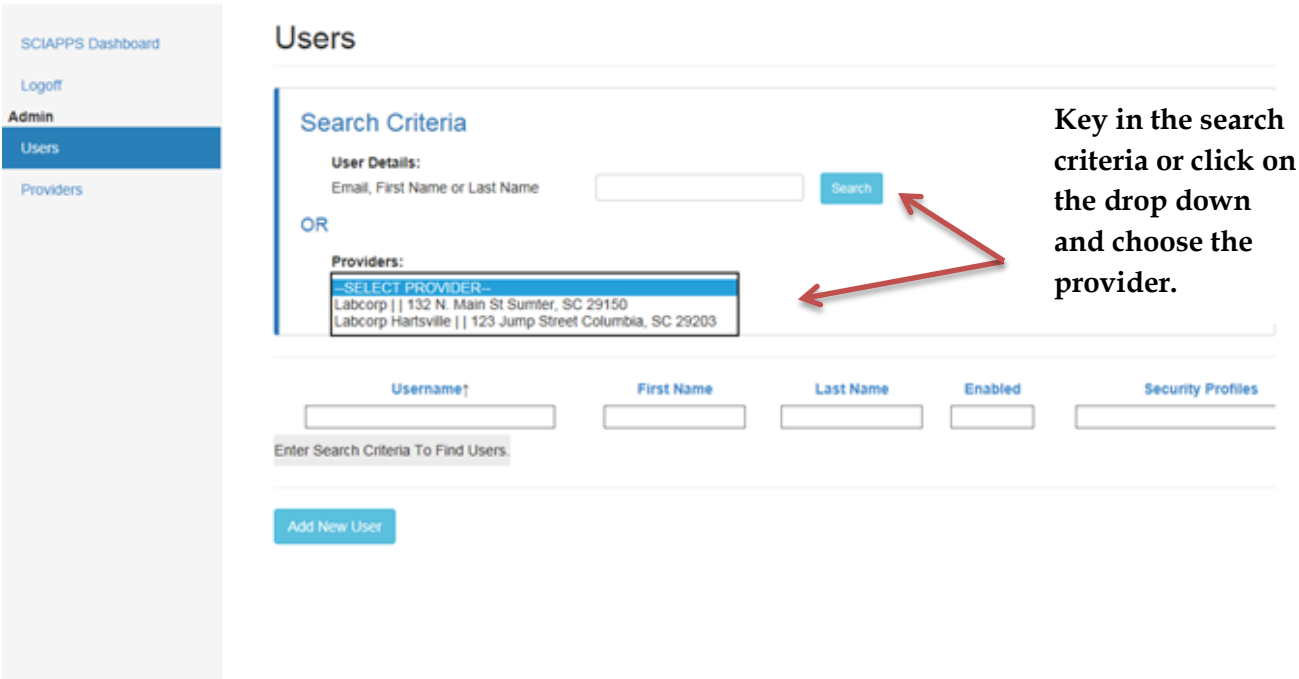 SCIAPPS Dashboard
Logoff
Admin
Users
Providers
Users
Search Criteria
User Details:
Email, First Name or Last Name
Search
OR
Providers:
--SELECT PROVIDER--
Labcorp | | 132 N. Main St Sumter, SC 29150
Labcorp Hartsville | | 123 Jump Street Columbia, SC 29203
Key in the search
criteria or click on
the drop down
and choose the
provider.
Username↑ First Name Last Name Enabled Security Profiles
Enter Search Criteria To Find Users.
Add New User